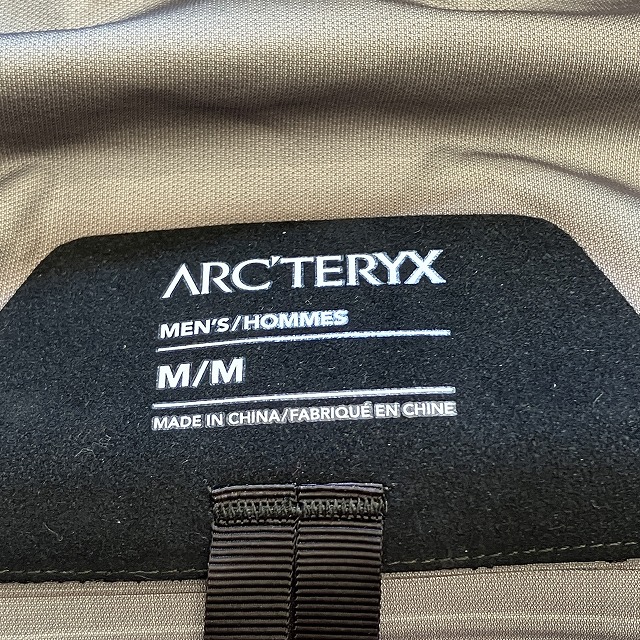 ARC'TERYX
MEN'S/HOMMES
M/M
MADE IN CHINA/FABRIQUÉ EN CHINE